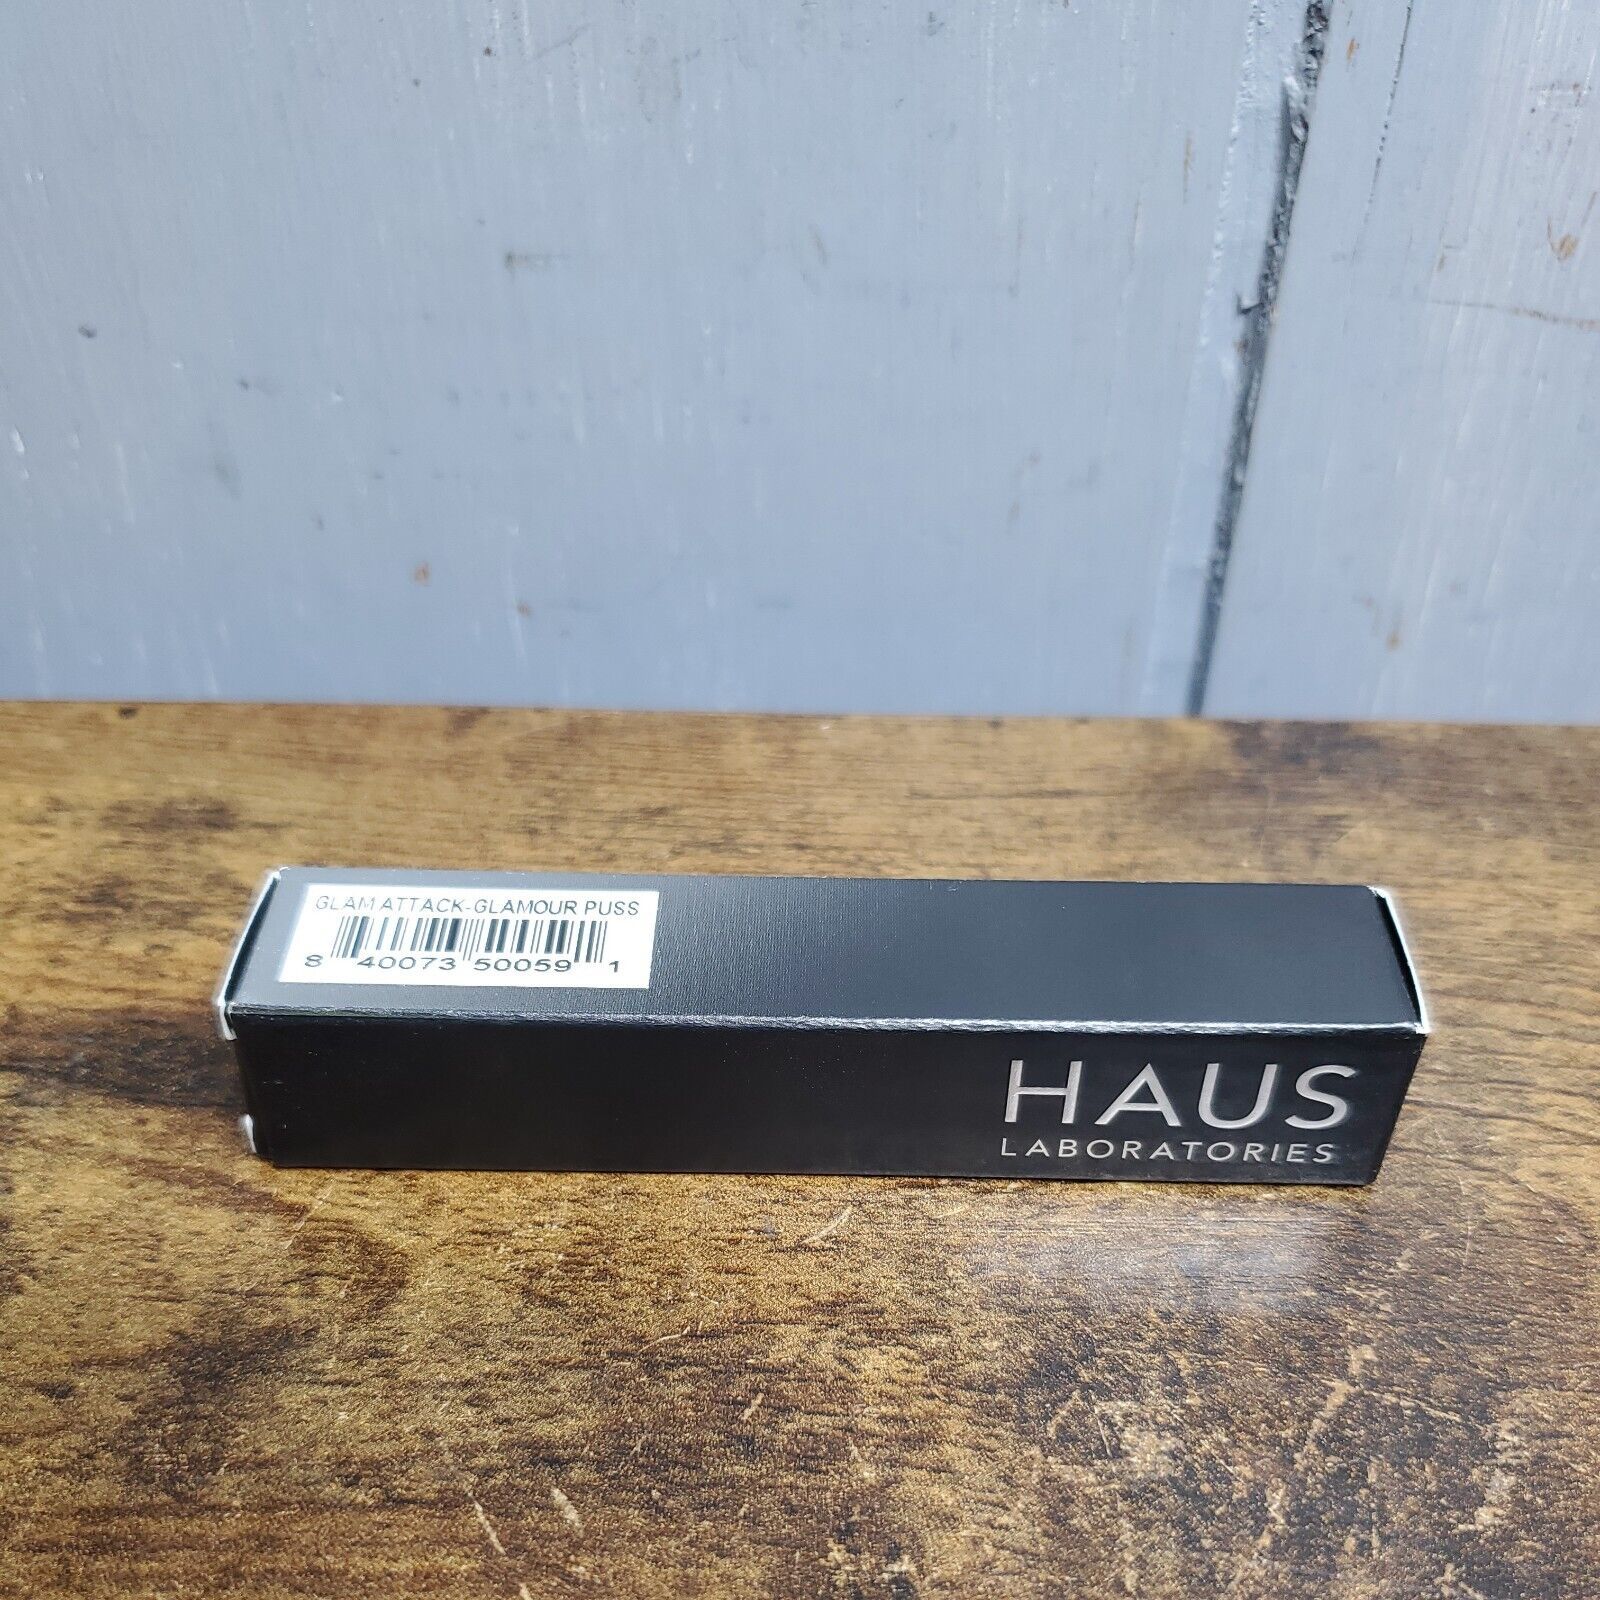 GLAM ATTACK-GLAMOUR PUSS
8 40073 50059 1
HAUS
LABORATORIES